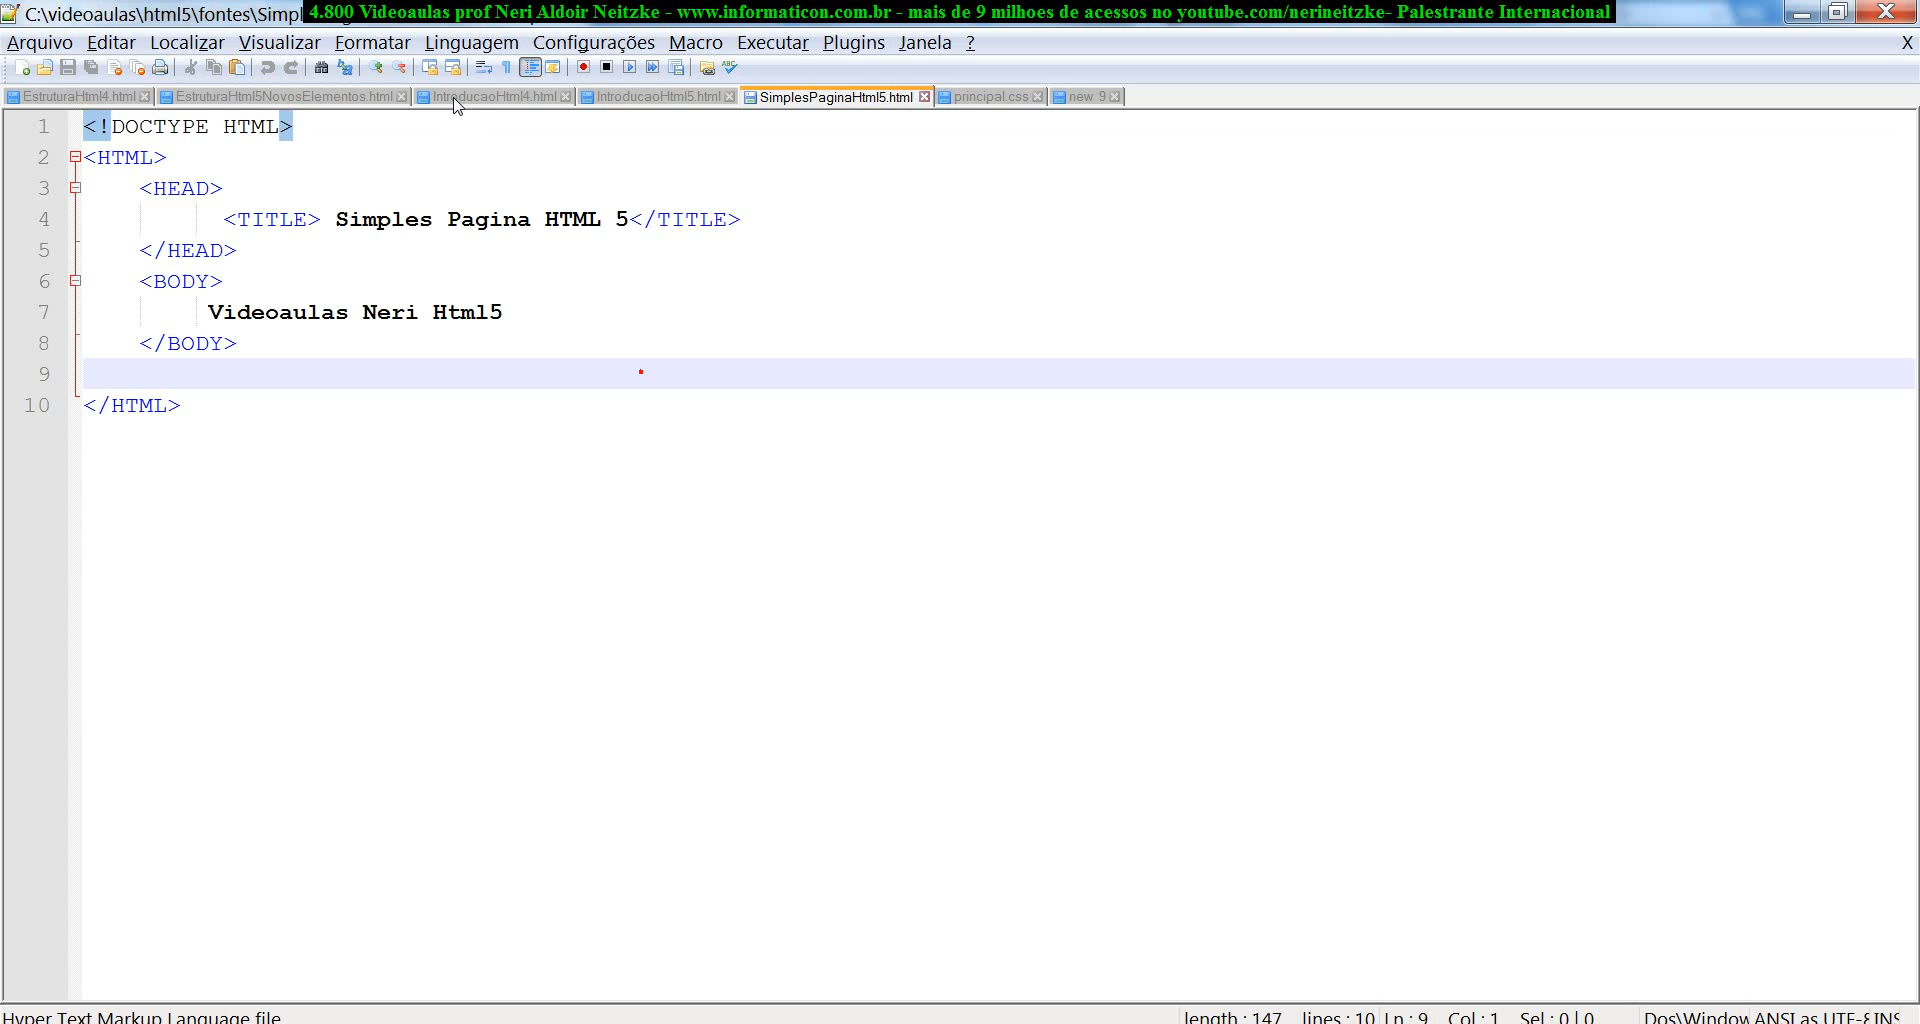 C:\videoaulas\html5\fontes\Simpl
4.800 Videoaulas prof Neri Aldoir Neitzke - www.informaticon.com.br - mais de 9 milhoes de acessos no youtube.com/nerineitzke- Palestrante Internacional
Arquivo Editar Localizar Visualizar Formatar Linguagem Configurações Macro Executar Plugins Janela ? X
EstruturaHtml4.html EstruturaHtml5NovosElementos.html IntroducaoHtml4.html IntroducaoHtml5.html SimplesPaginaHtml5.html principal.css new 9
1 <!DOCTYPE HTML>
2 <HTML>
3 <HEAD>
4 <TITLE> Simples Pagina HTML 5</TITLE>
5 </HEAD>
6 <BODY>
7 Videoaulas Neri Html5
8 </BODY>
9
10 </HTML>
Hyper Text Markup Language file length : 147 lines : 10 Ln : 9 Col : 1 Sel : 0 | 0 Dos\Window ANSI as UTF-8 INS